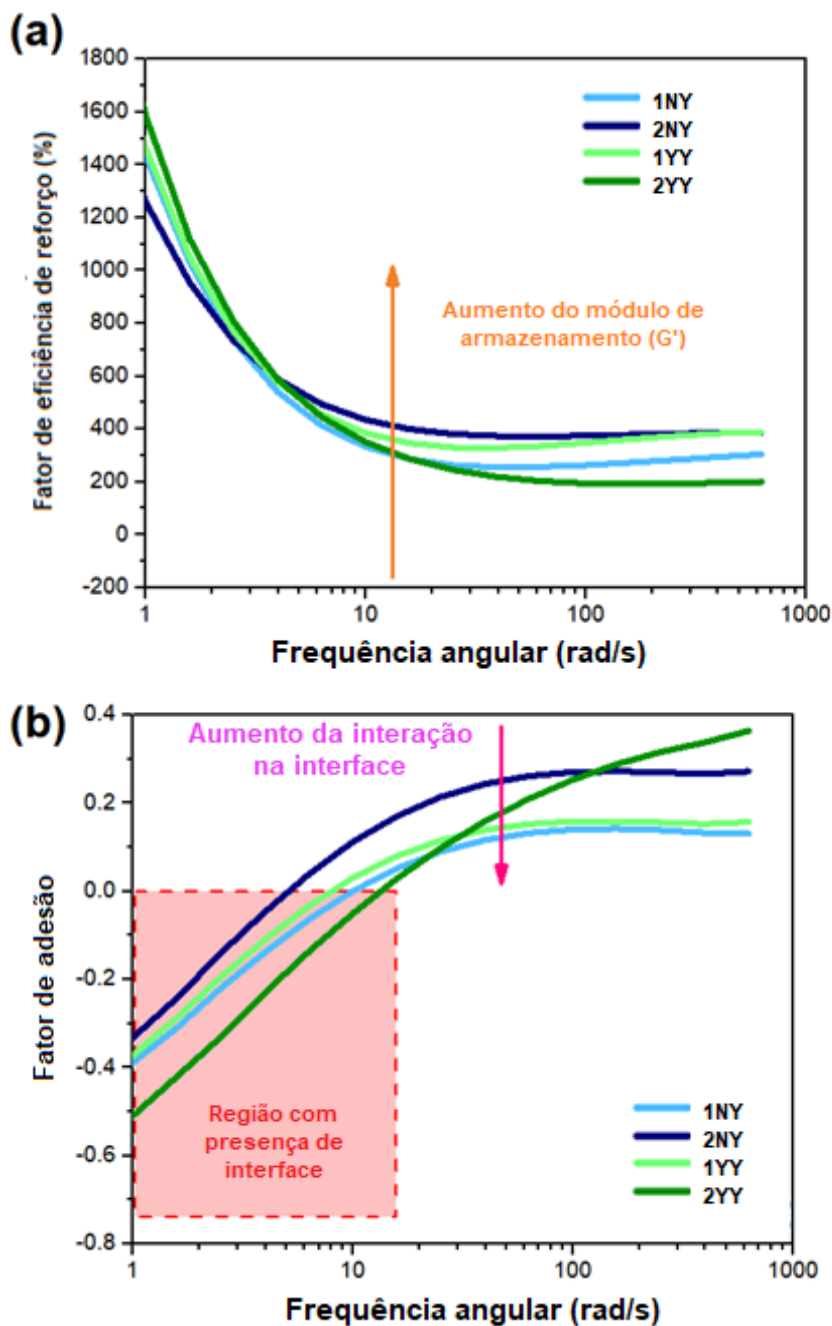 (a)
Fator de eficiência de reforço (%)
1800
1600
1400
1200
1000
800
600
400
200
0
-200
1NY
2NY
1YY
2YY
Aumento do módulo de
armazenamento (G')
1
10
100
1000
Frequência angular (rad/s)
(b)
Fator de adesão
0.4
0.2
0.0
-0.2
-0.4
-0.6
-0.8
Aumento da interação
na interface
Região com
presença de
interface
1NY
2NY
1YY
2YY
1
10
100
1000
Frequência angular (rad/s)